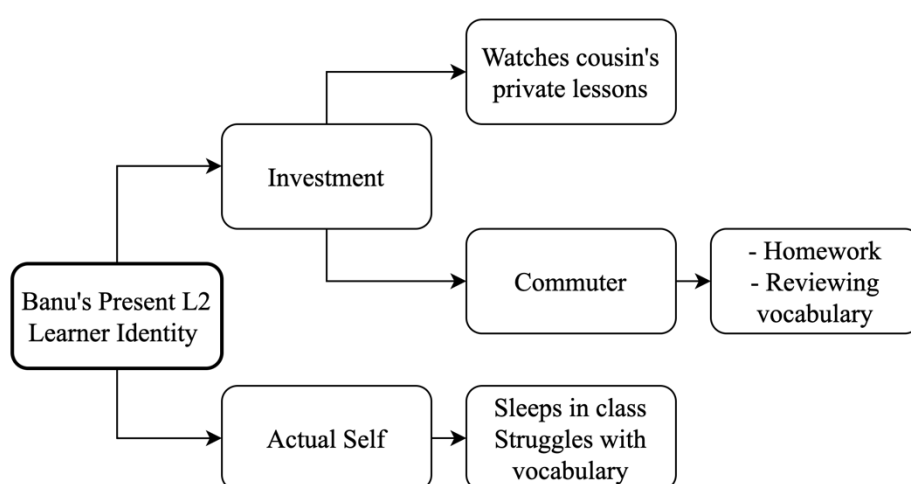 Watches cousin's
private lessons
Investment
Commuter
- Homework
- Reviewing
vocabulary
Banu's Present L2
Learner Identity
Actual Self
Sleeps in class
Struggles with
vocabulary